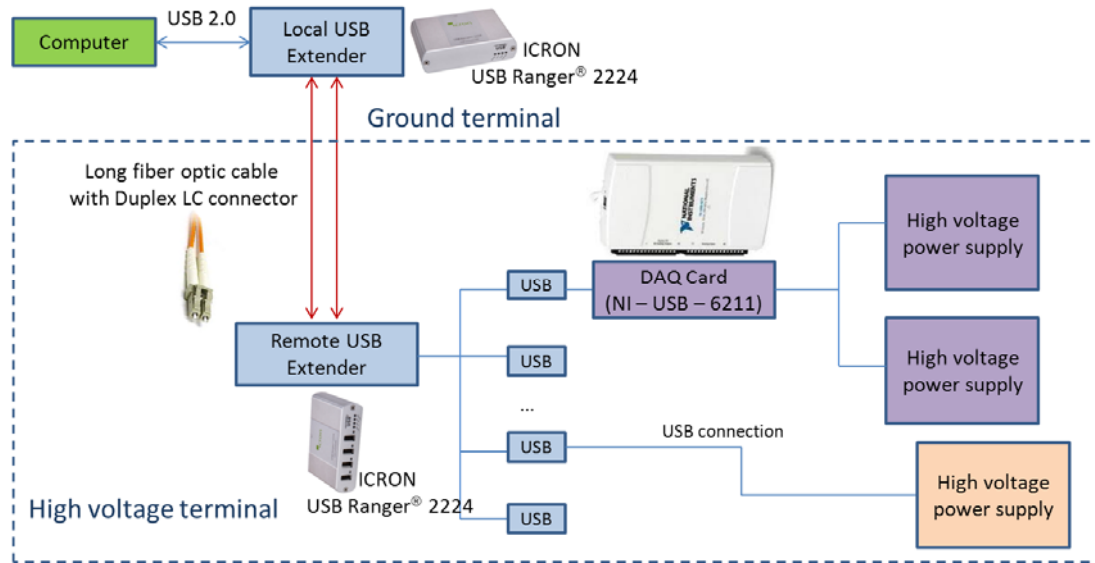 USB 2.0
Computer
Local USB
Extender
ICRON
USB Ranger® 2224
Ground terminal
Long fiber optic cable
with Duplex LC connector
NATIONAL
INSTRUMENTS
High voltage
power supply
USB
DAQ Card
(NI – USB – 6211)
Remote USB
Extender
USB
High voltage
power supply
...
USB
USB connection
High voltage
power supply
ICRON
USB Ranger® 2224
High voltage terminal
USB